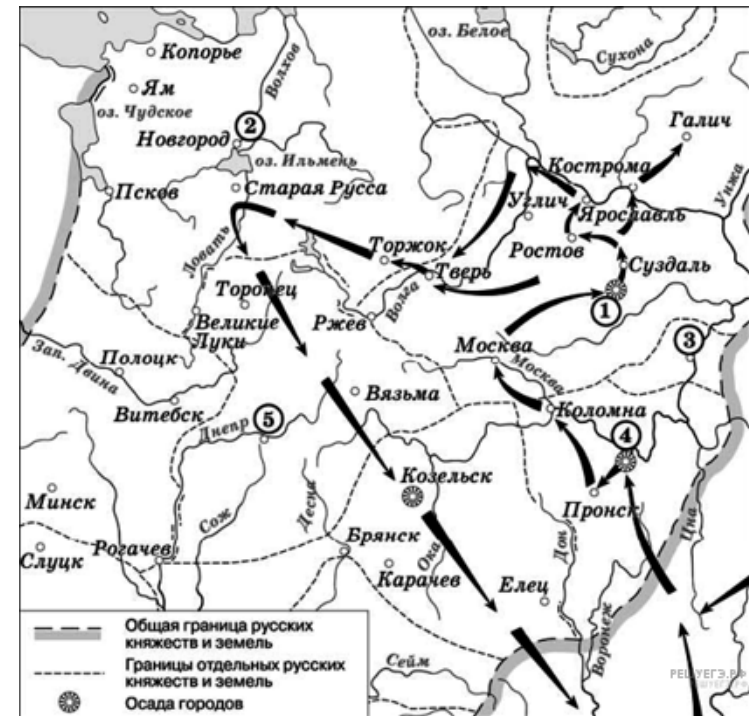 оз. Белое
Сухона
Копорье
Волхов
Ям
оз. Чудское
Галич
Новгород
2
оз. Ильмень
Кострома
Унжа
Псков
Старая Русса
Углич
Ярославль
Ловать
Торжок
Ростов
Суздаль
Тверь
Торопец
Волга
1
Великие
Луки
Ржев
Москва
3
Зап. Двина
Полоцк
Москва
Вязьма
Коломна
Витебск
5
4
Днепр
Козельск
Минск
Сож
Десна
Пронск
Цна
Рогачев
Брянск
Ока
Дон
Слуцк
Карачев
Елец
Воронеж
Общая граница русских
княжеств и земель
Границы отдельных русских
княжеств и земель
Сейм
Осада городов
РЕШУЕГЭ.РФ